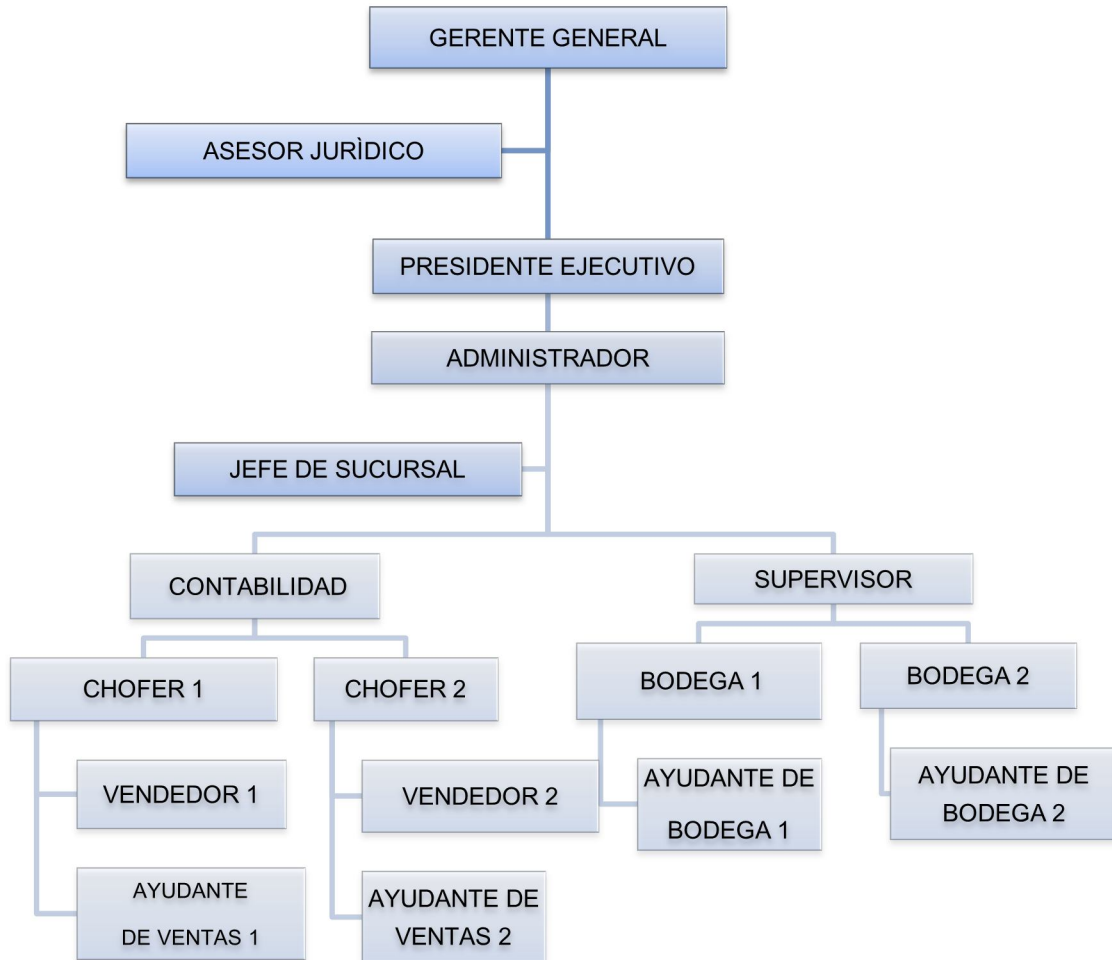 GERENTE GENERAL
ASESOR JURÌDICO
PRESIDENTE EJECUTIVO
ADMINISTRADOR
JEFE DE SUCURSAL
CONTABILIDAD
SUPERVISOR
CHOFER 1
CHOFER 2
BODEGA 1
BODEGA 2
VENDEDOR 1
VENDEDOR 2
AYUDANTE DE
BODEGA 1
AYUDANTE DE
BODEGA 2
AYUDANTE
DE VENTAS 1
AYUDANTE DE
VENTAS 2